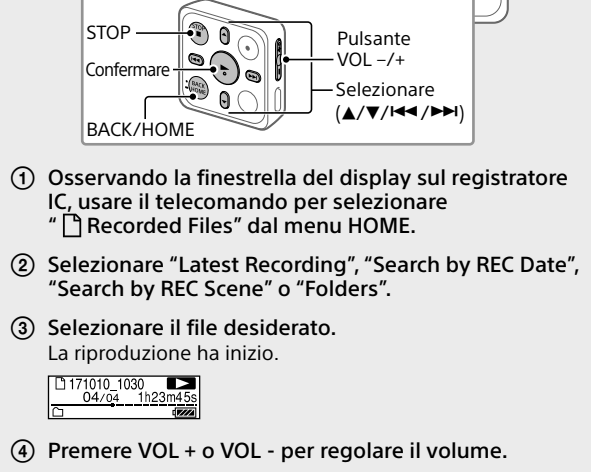 STOP
STOP
Pulsante
VOL –/+
Confermare
Selezionare
(▲/▼/⏮/⏭)
BACK
HOME
BACK/HOME
① Osservando la finestrella del display sul registratore
IC, usare il telecomando per selezionare
“ Recorded Files” dal menu HOME.
② Selezionare “Latest Recording”, “Search by REC Date”,
“Search by REC Scene” o “Folders”.
③ Selezionare il file desiderato.
La riproduzione ha inizio.
171010_1030
04/04 1h23m45s
④ Premere VOL + o VOL - per regolare il volume.